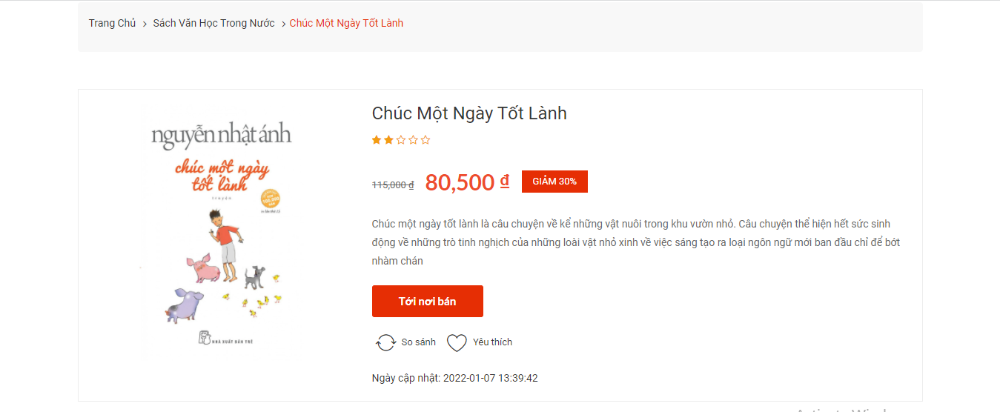 Trang Chủ > Sách Văn Học Trong Nước > Chúc Một Ngày Tốt Lành
nguyễn nhật ánh
chúc một ngày
tốt lành
truyện
100.000
NHÀ XUẤT BẢN TRẺ
Chúc Một Ngày Tốt Lành
115,000 ₫ 80,500 ₫ GIẢM 30%
Chúc một ngày tốt lành là câu chuyện về kể những vật nuôi trong khu vườn nhỏ. Câu chuyện thể hiện hết sức sinh
động về những trò tinh nghịch của những loài vật nhỏ xinh về việc sáng tạo ra loại ngôn ngữ mới ban đầu chỉ để bớt
nhàm chán
Tới nơi bán
So sánh Yêu thích
Ngày cập nhật: 2022-01-07 13:39:42